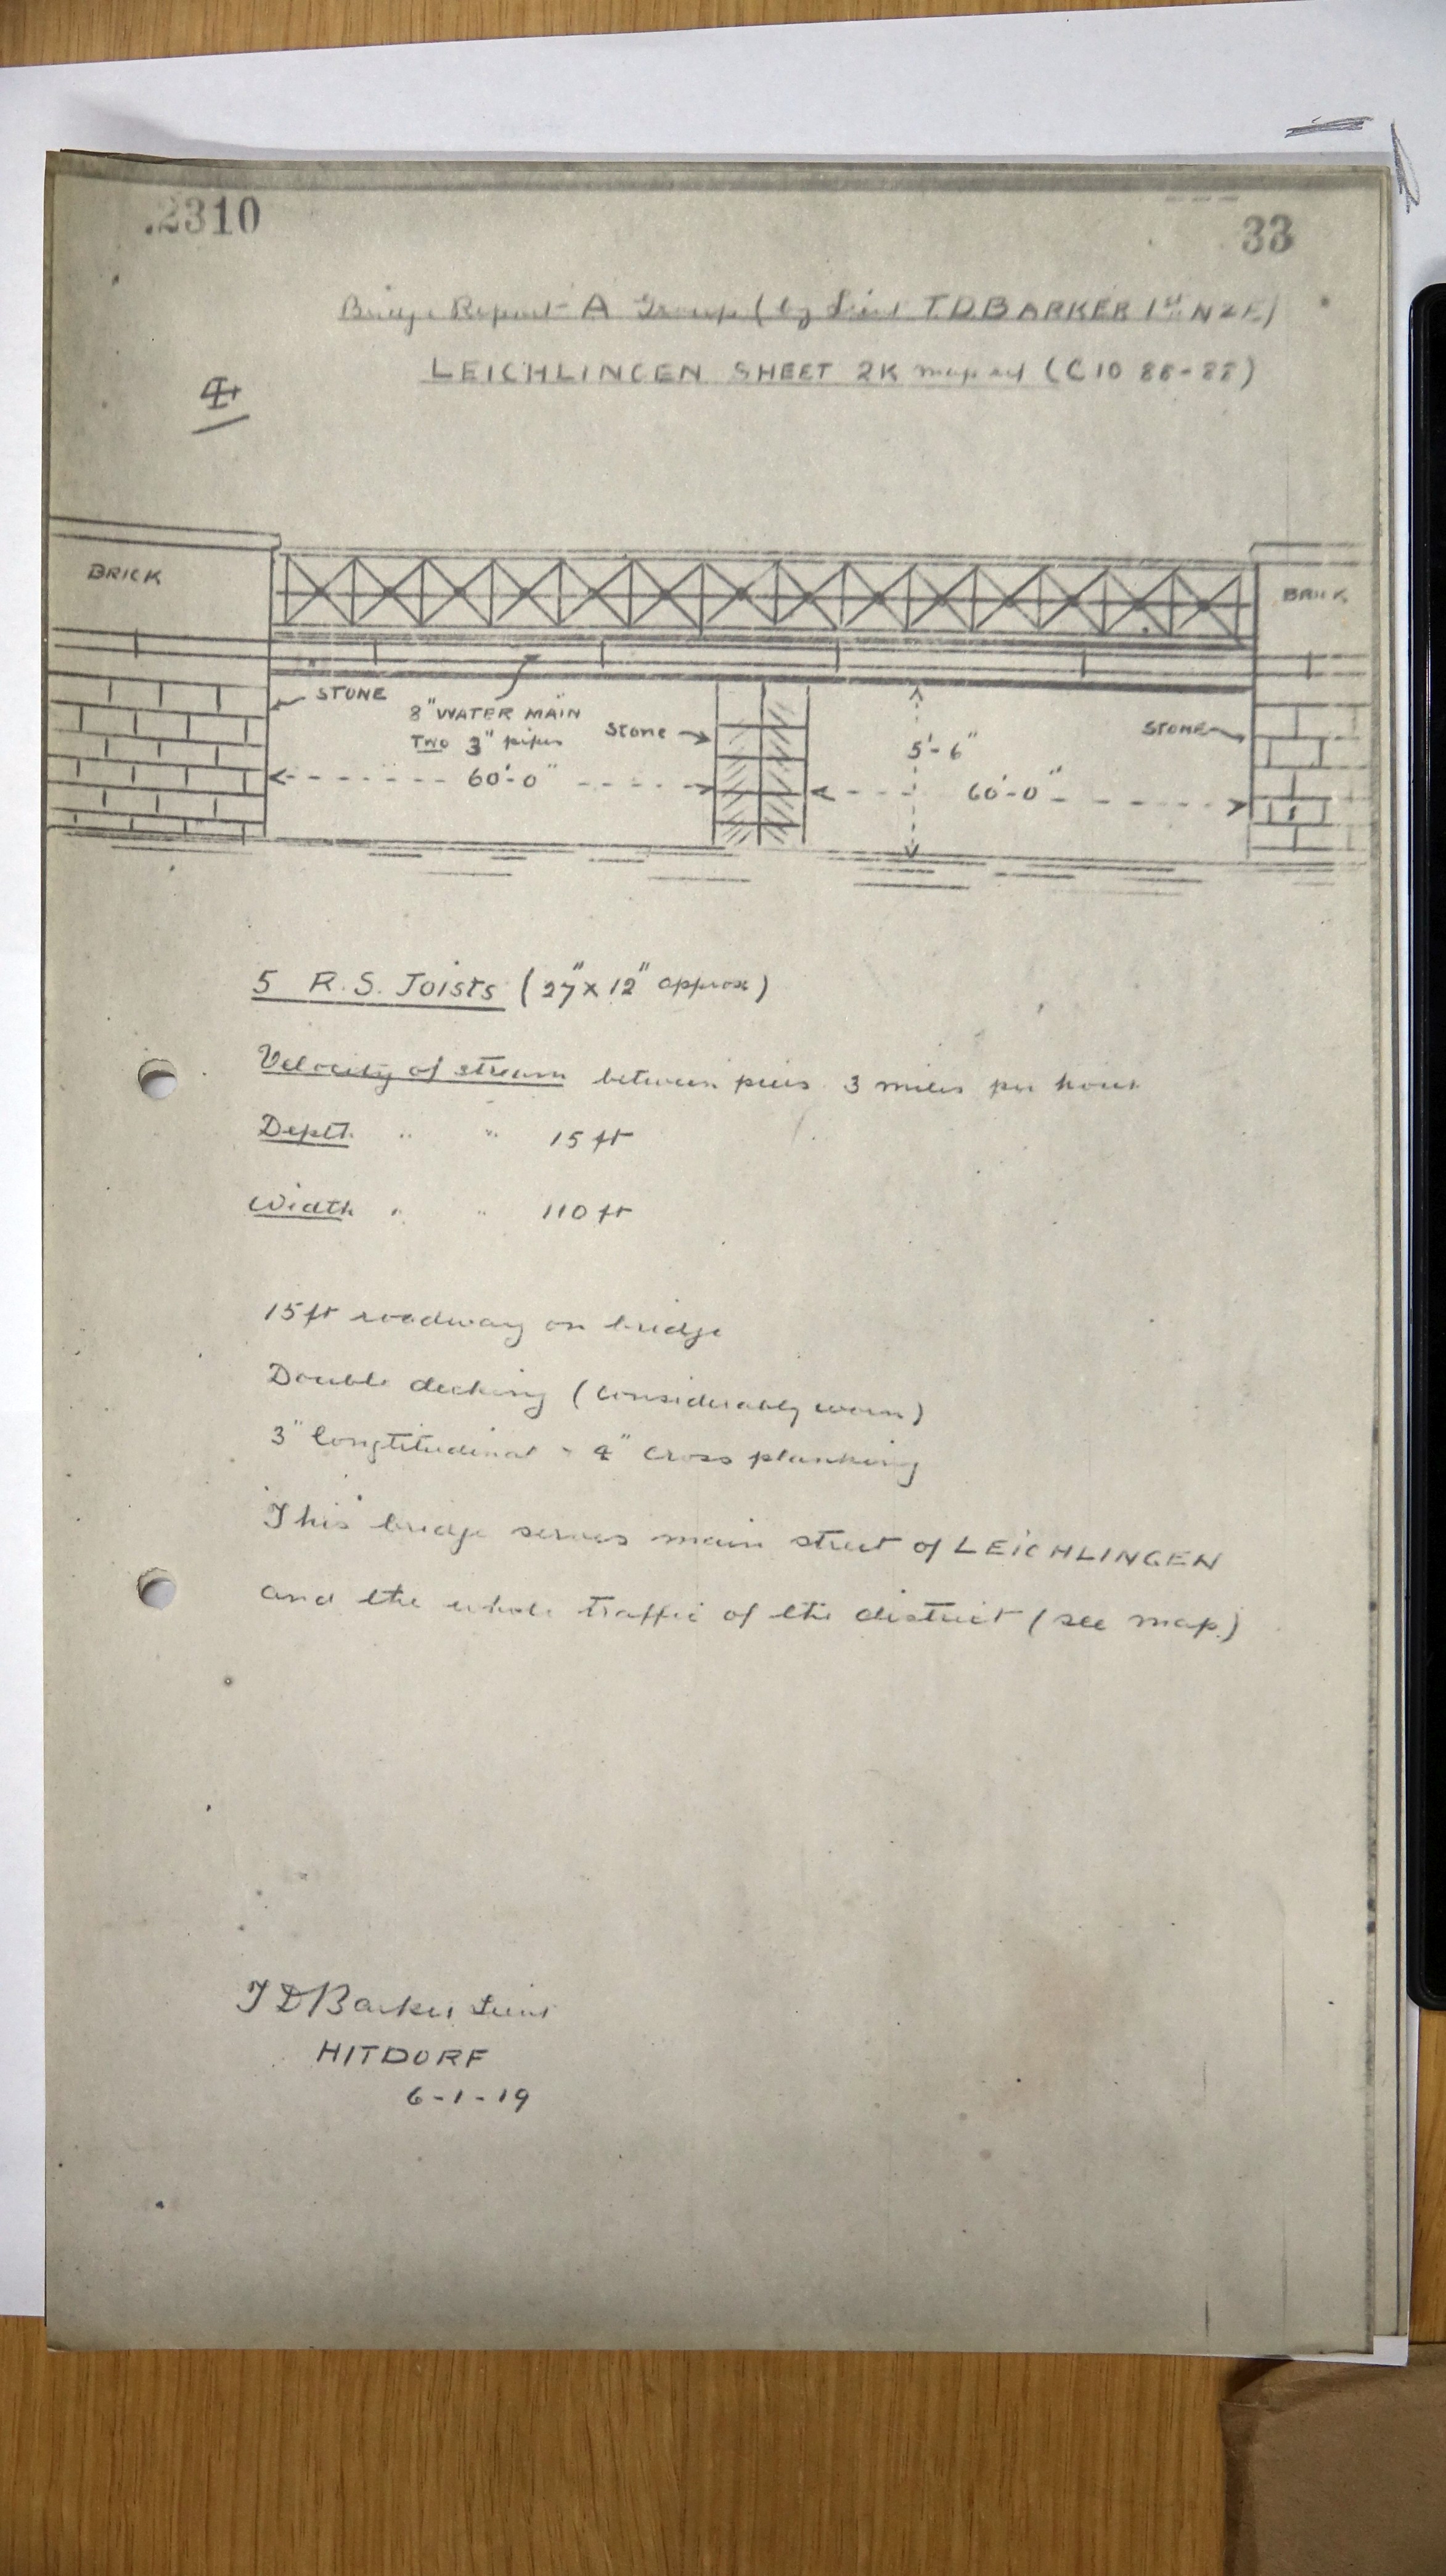 .2310
33
Bridge Report A Group (by Lieut T.D BARKER 1st N.Z.E)
LEICHLINGEN SHEET 2K map ref (C 10 88-88)
4
BRICK
BRICK
STONE
8" WATER MAIN
TWO 3" pipes
Stone
STONE
5'-6"
60'-0"
60'-0"
5 R.S. Joists (27" x 12" approx)
Velocity of stream between piers 3 miles per hour
Depth " " 15 ft
Width " " 110 ft
15 ft roadway on bridge
Double decking (considerably worn)
3" longtitudinal 4" cross planking
This bridge serves main street of LEICHLINGEN
and the whole traffic of the district (see map)
T D Barker Lieut
HITDORF
6-1-19